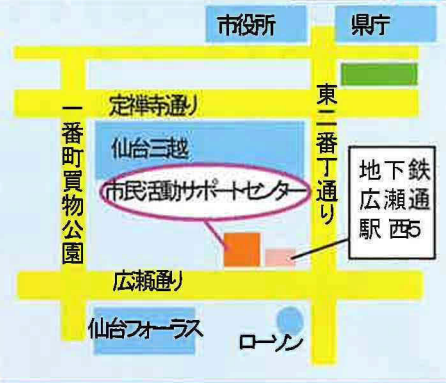 市役所
県庁
定禅寺通り
東二番丁通り
一番町買物公園
仙台三越
市民活動サポートセンター
地下鉄
広瀬通
駅 西5
広瀬通り
仙台フォーラス
ローソン